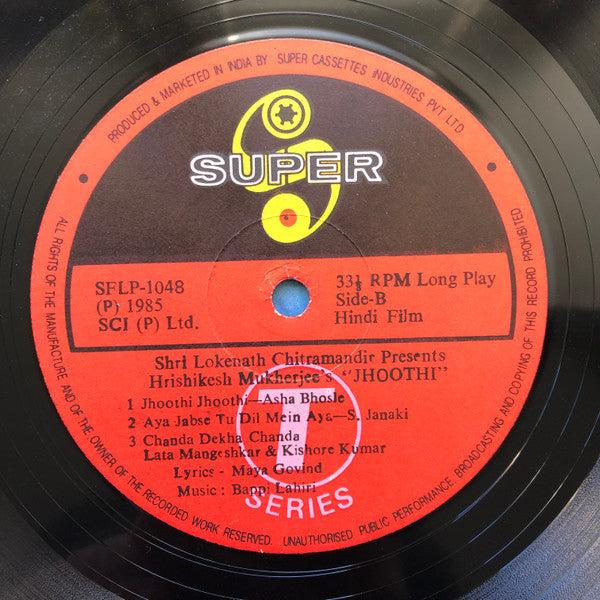 PRODUCED & MARKETED IN INDIA BY SUPER CASSETTES INDUSTRIES PVT LTD
SUPER
SFLP-1048
(P) 1985
SCI (P) Ltd.
33⅓ RPM Long Play
Side-B
Hindi Film
Shri Lokenath Chitramandir Presents
Hrishikesh Mukherjee's "JHOOTHI"
1 Jhoothi Jhoothi—Asha Bhosle
2 Aya Jabse Tu Dil Mein Aya—S. Janaki
3 Chanda Dekha Chanda
Lata Mangeshkar & Kishore Kumar
Lyrics - Maya Govind
Music : Bappi Lahiri
T
SERIES
ALL RIGHTS OF THE MANUFACTURE AND OF THE OWNER OF THE RECORDED WORK RESERVED. UNAUTHORISED PUBLIC PERFORMANCE, BROADCASTING AND COPYING OF THIS RECORD PROHIBITED.